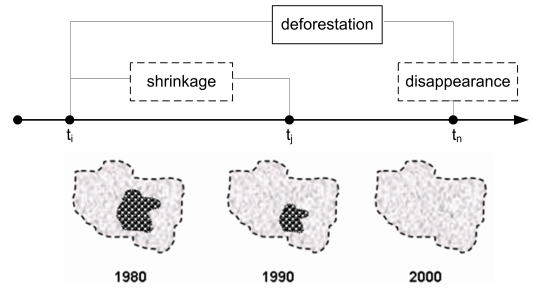 deforestation
shrinkage
disappearance
ti
tj
tn
1980
1990
2000